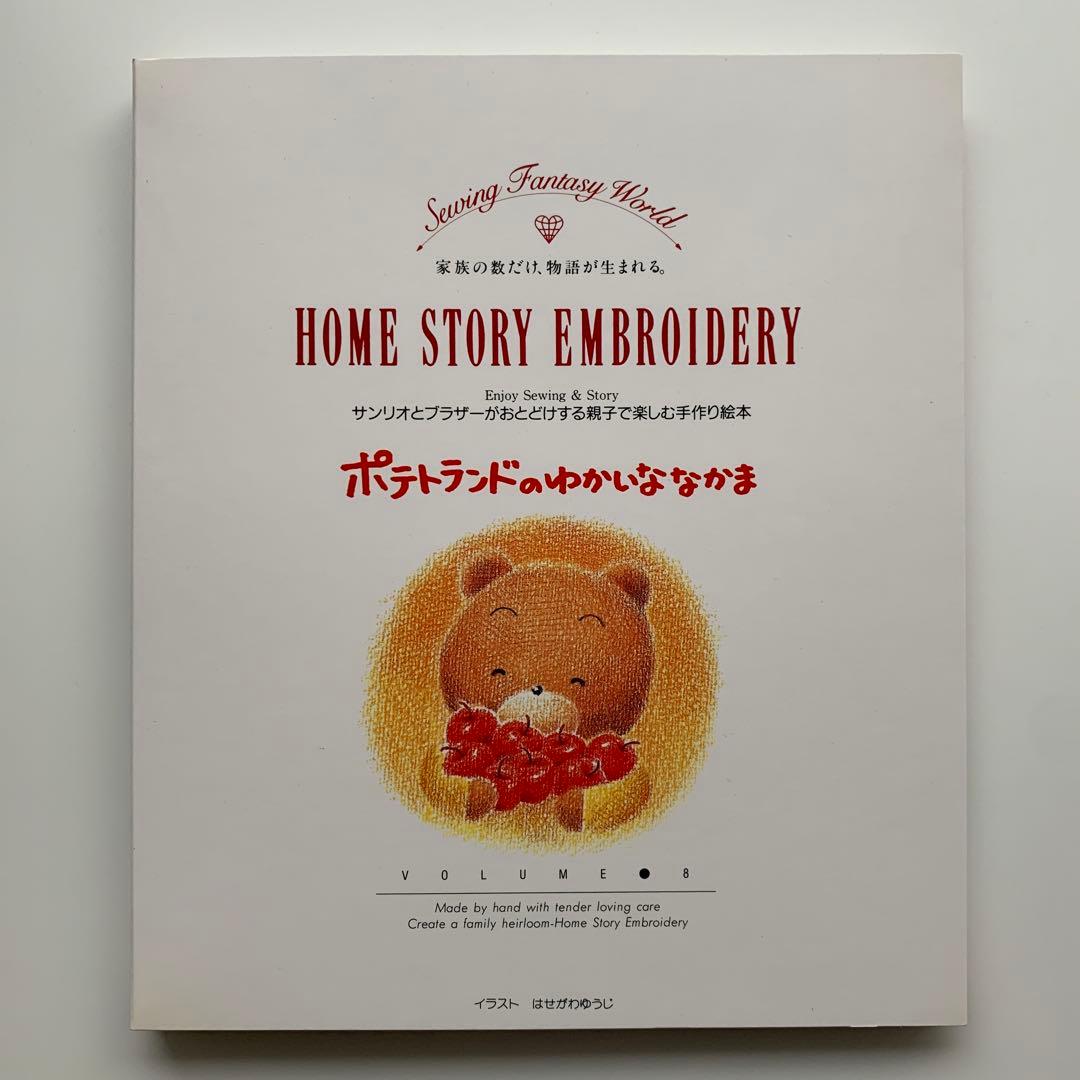 Sewing Fantasy World
家族の数だけ、物語が生まれる。
HOME STORY EMBROIDERY
Enjoy Sewing & Story
サンリオとブラザーがおとどけする親子で楽しむ手作り絵本
ポテトランドのゆかいななかま
VOLUME●8
Made by hand with tender loving care
Create a family heirloom-Home Story Embroidery
イラスト はせがわゆうじ